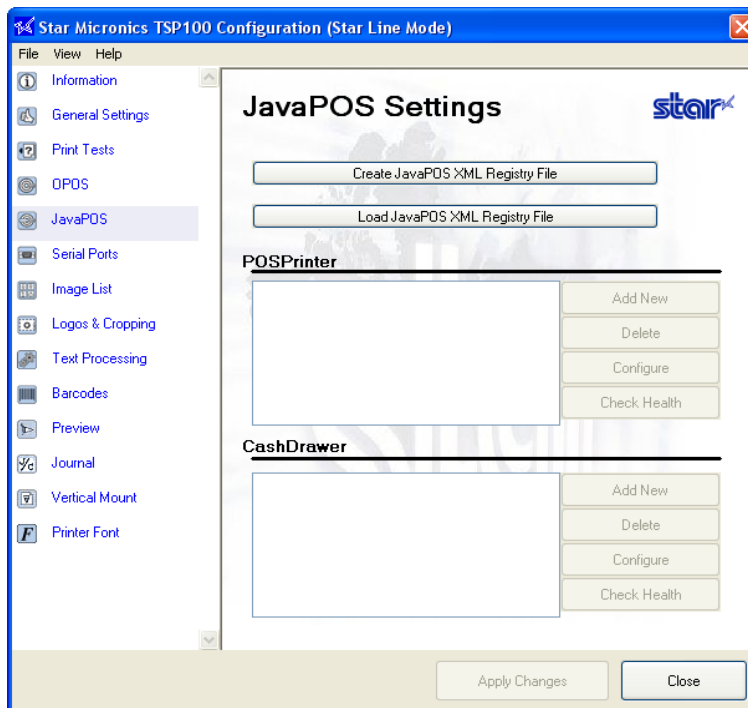 Star Micronics TSP100 Configuration (Star Line Mode)
File View Help
Information
General Settings
Print Tests
OPOS
JavaPOS
Serial Ports
Image List
Logos & Cropping
Text Processing
Barcodes
Preview
Journal
Vertical Mount
Printer Font
JavaPOS Settings
star
Create JavaPOS XML Registry File
Load JavaPOS XML Registry File
POSPrinter
Add New
Delete
Configure
Check Health
CashDrawer
Add New
Delete
Configure
Check Health
Apply Changes
Close